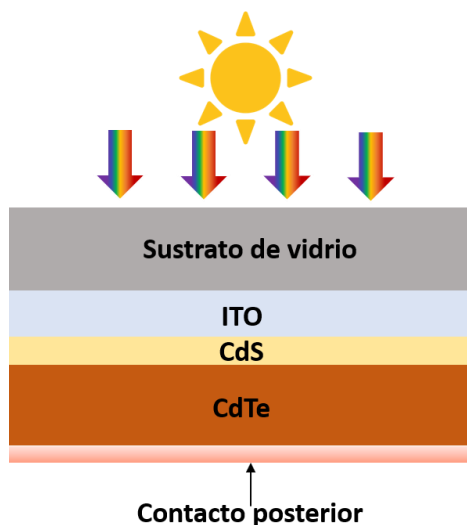 Sustrato de vidrio
ITO
CdS
CdTe
Contacto posterior